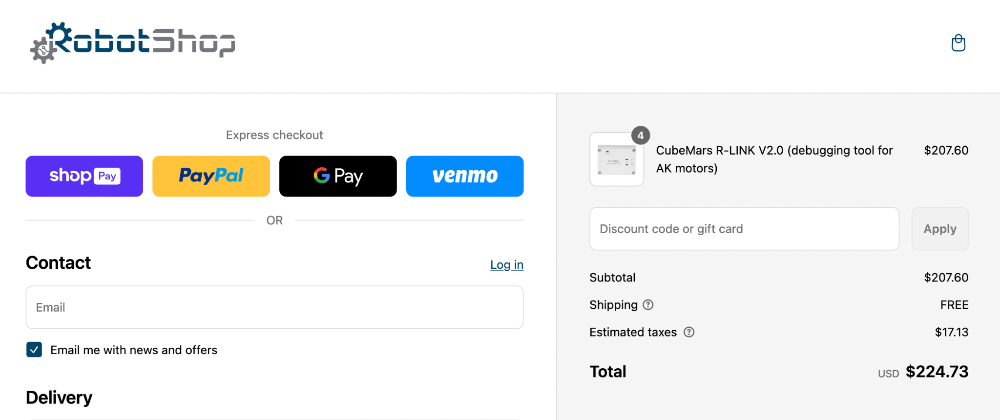 RobotShop
Express checkout
shop Pay
PayPal
G Pay
venmo
OR
Contact
Log in
Email
Email me with news and offers
Delivery
4
R-LINK
CubeMars R-LINK V2.0 (debugging tool for
AK motors)
$207.60
Discount code or gift card
Apply
Subtotal
$207.60
Shipping
FREE
Estimated taxes
$17.13
Total
USD $224.73